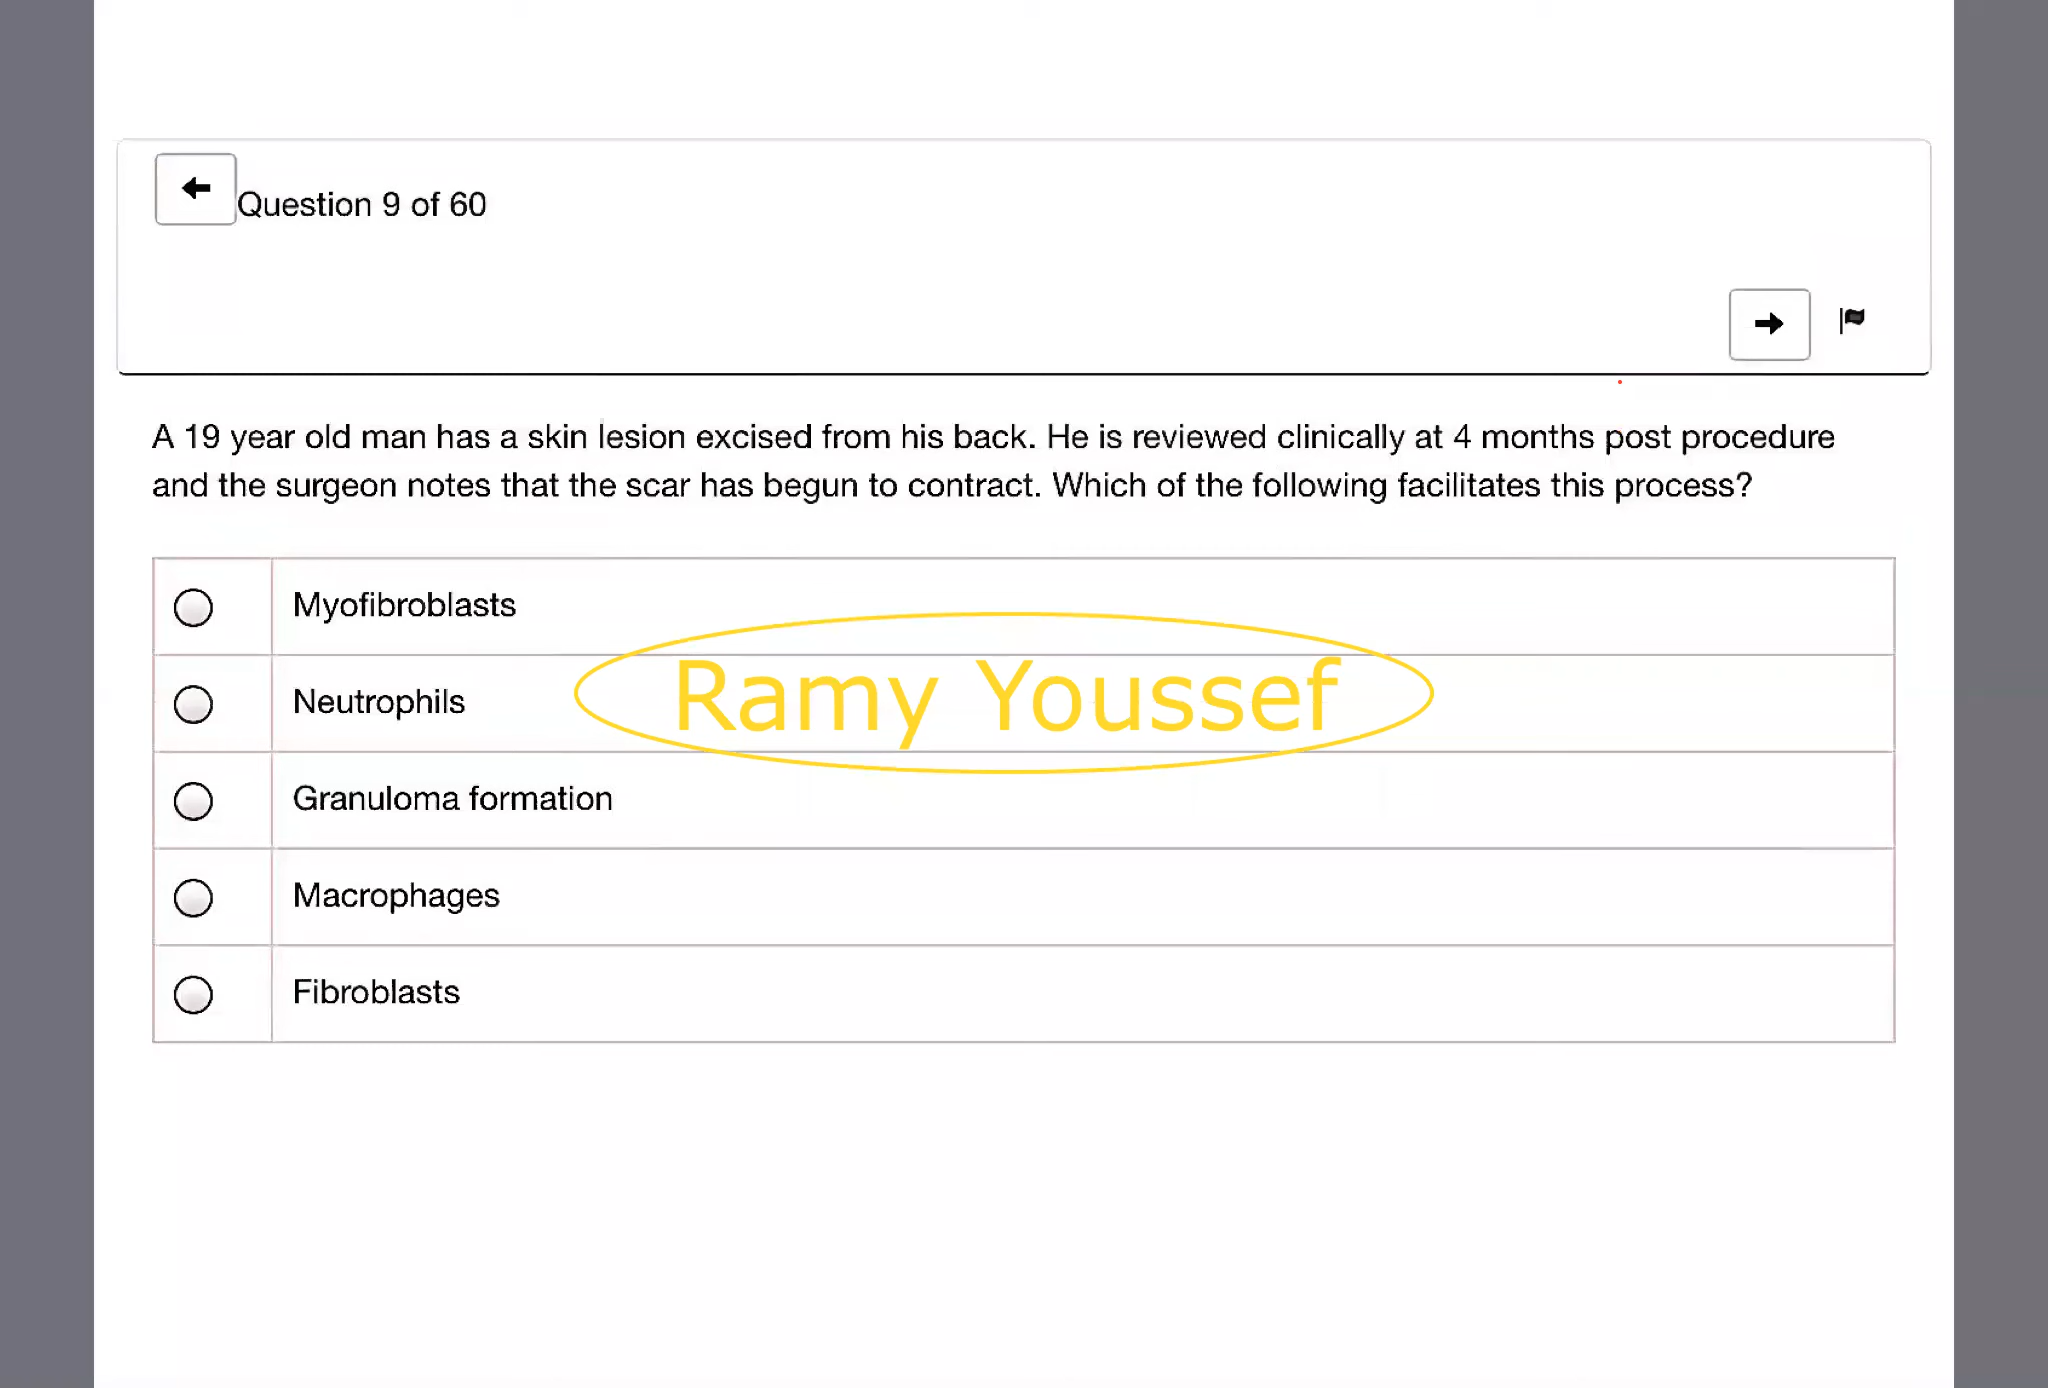 Question 9 of 60
A 19 year old man has a skin lesion excised from his back. He is reviewed clinically at 4 months post procedure
and the surgeon notes that the scar has begun to contract. Which of the following facilitates this process?
Myofibroblasts
Neutrophils
Ramy Youssef
Granuloma formation
Macrophages
Fibroblasts